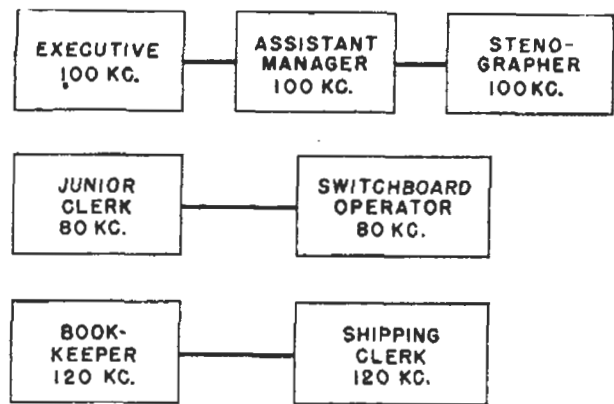 EXECUTIVE
100 KC.
ASSISTANT
MANAGER
100 KC.
STENO-
GRAPHER
100 KC.
JUNIOR
CLERK
80 KC.
SWITCHBOARD
OPERATOR
80 KC.
BOOK-
KEEPER
120 KC.
SHIPPING
CLERK
120 KC.